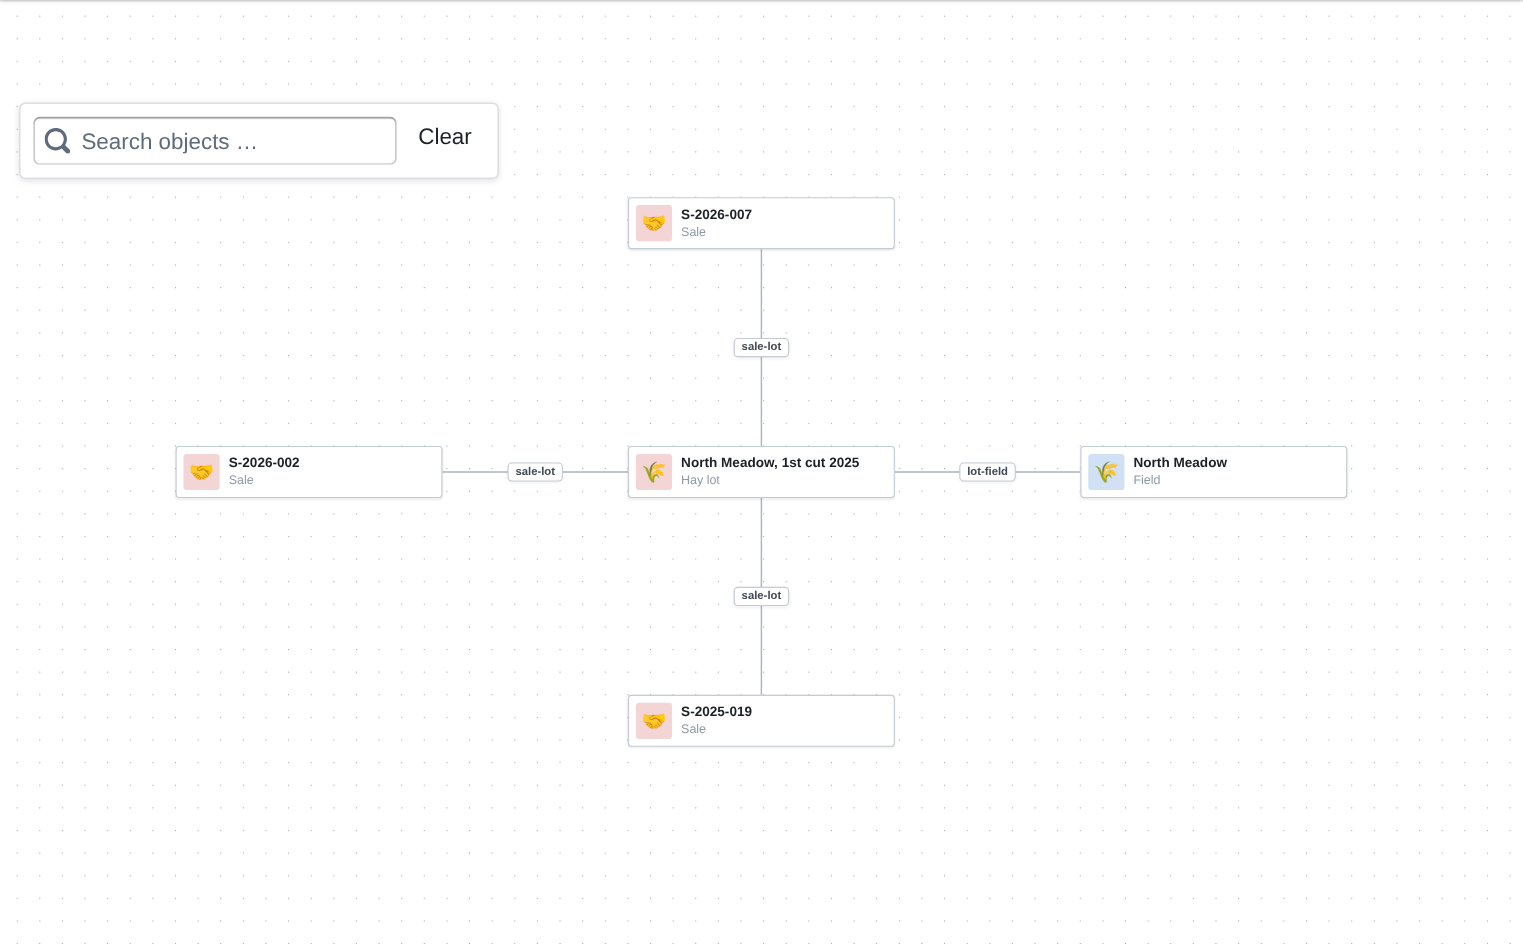 Search objects …
Clear
S-2026-007
Sale
sale-lot
S-2026-002
Sale
sale-lot
North Meadow, 1st cut 2025
Hay lot
lot-field
North Meadow
Field
sale-lot
S-2025-019
Sale